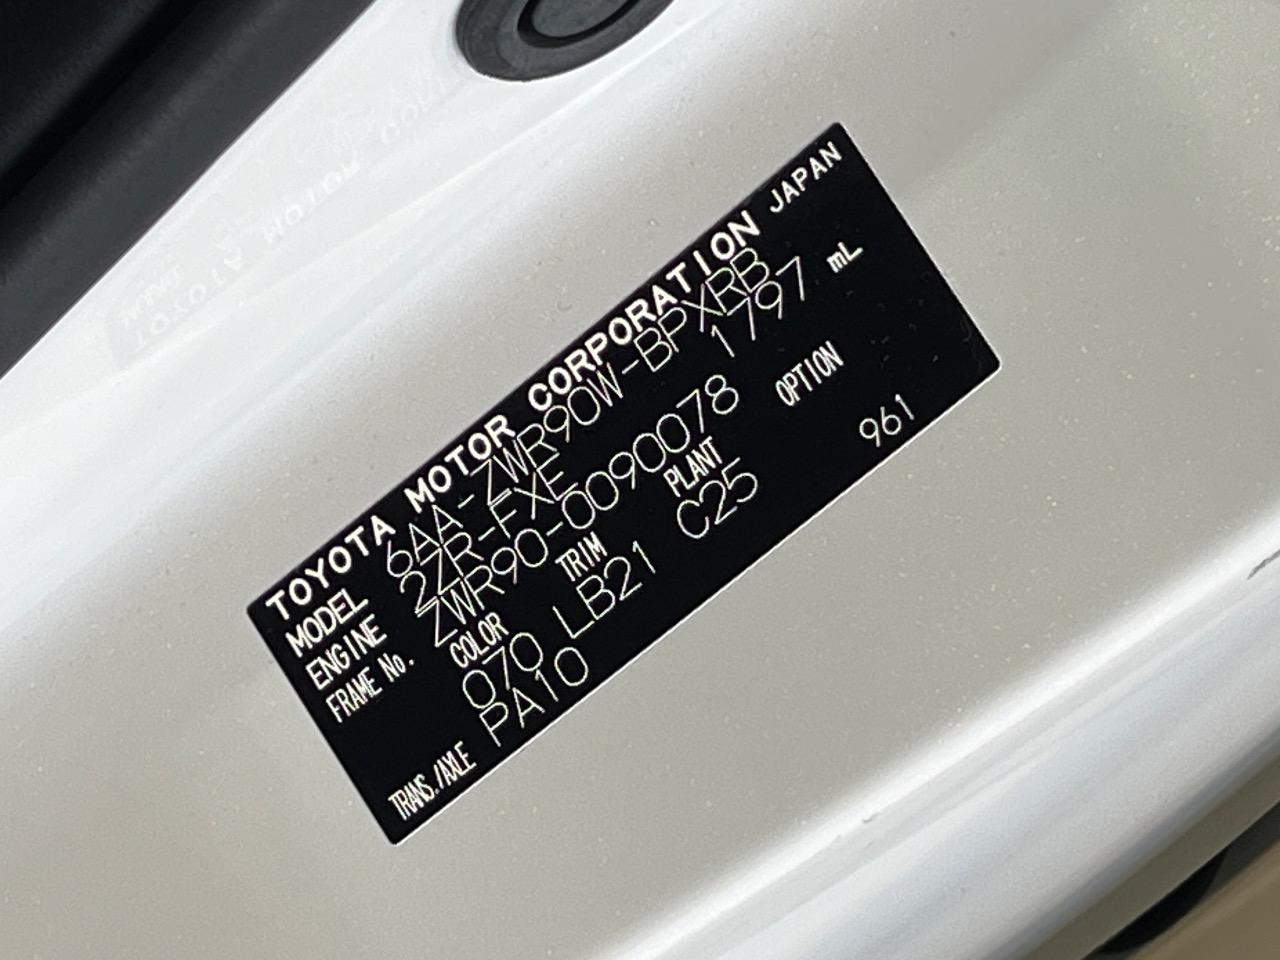 TOYOTA MOTOR CORPORATION JAPAN
MODEL 6AA-ZWR90W-BPXRB
ENGINE 2ZR-FXE 1797 mL
FRAME No. ZWR90-0090078
COLOR TRIM PLANT OPTION
070 LB21 C25 961
TRANS./AXLE PA10